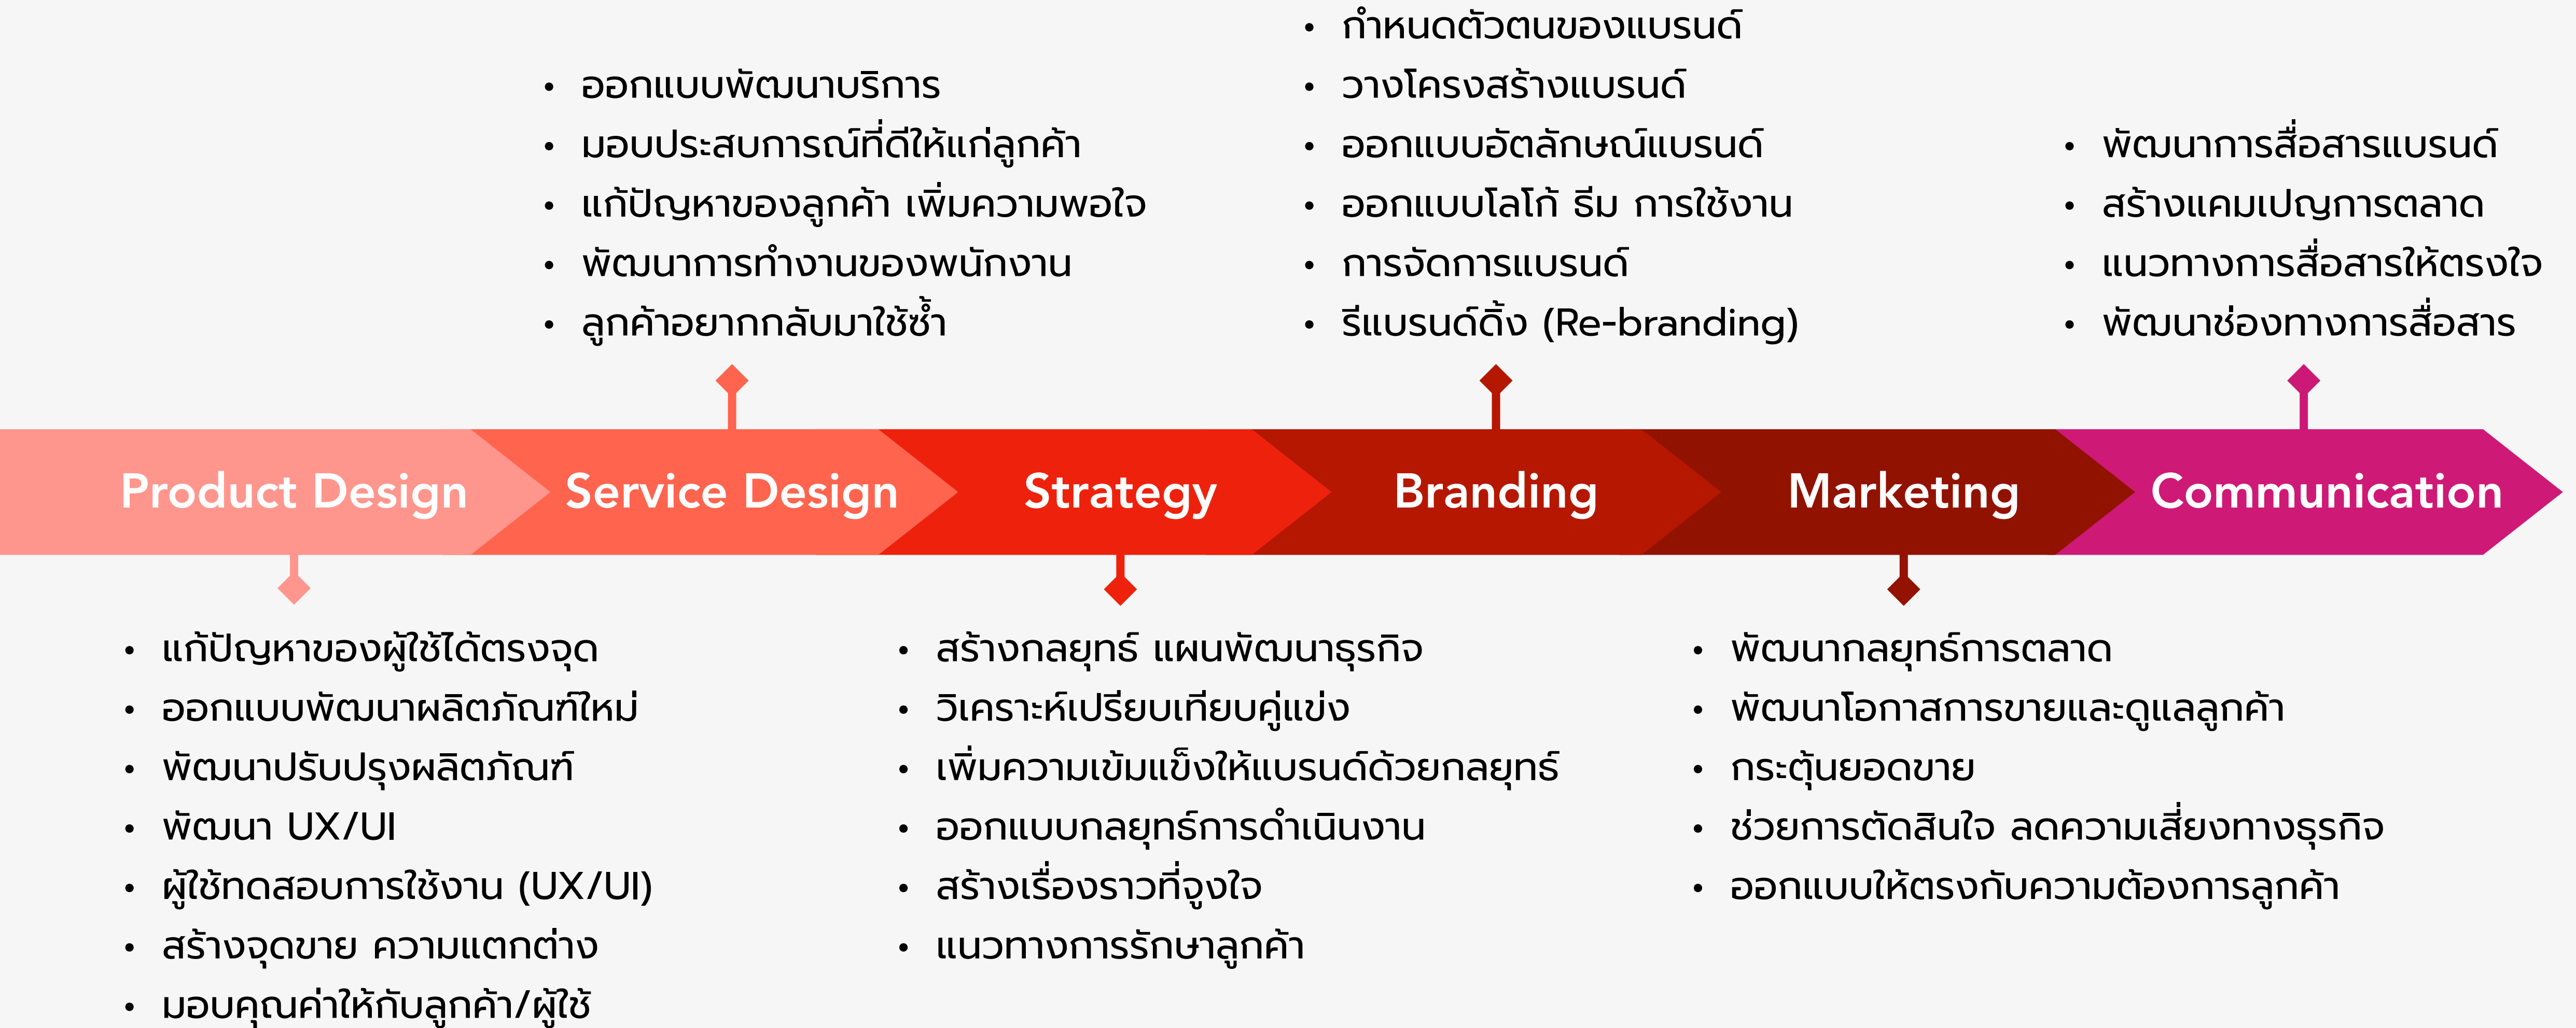 • กำหนดตัวตนของแบรนด์
• วางโครงสร้างแบรนด์
• ออกแบบอัตลักษณ์แบรนด์
• ออกแบบโลโก้ ธีม การใช้งาน
• การจัดการแบรนด์
• รีแบรนด์ดิ้ง (Re-branding)
• ออกแบบพัฒนาบริการ
• มอบประสบการณ์ที่ดีให้แก่ลูกค้า
• แก้ปัญหาของลูกค้า เพิ่มความพอใจ
• พัฒนาการทำงานของพนักงาน
• ลูกค้าอยากกลับมาใช้ซ้ำ
• พัฒนาการสื่อสารแบรนด์
• สร้างแคมเปญการตลาด
• แนวทางการสื่อสารให้ตรงใจ
• พัฒนาช่องทางการสื่อสาร
Product Design
Service Design
Strategy
Branding
Marketing
Communication
• แก้ปัญหาของผู้ใช้ได้ตรงจุด
• ออกแบบพัฒนาผลิตภัณฑ์ใหม่
• พัฒนาปรับปรุงผลิตภัณฑ์
• พัฒนา UX/UI
• ผู้ใช้ทดสอบการใช้งาน (UX/UI)
• สร้างจุดขาย ความแตกต่าง
• มอบคุณค่าให้กับลูกค้า/ผู้ใช้
• สร้างกลยุทธ์ แผนพัฒนาธุรกิจ
• วิเคราะห์เปรียบเทียบคู่แข่ง
• เพิ่มความเข้มแข็งให้แบรนด์ด้วยกลยุทธ์
• ออกแบบกลยุทธ์การดำเนินงาน
• สร้างเรื่องราวที่จูงใจ
• แนวทางการรักษาลูกค้า
• พัฒนากลยุทธ์การตลาด
• พัฒนาโอกาสการขายและดูแลลูกค้า
• กระตุ้นยอดขาย
• ช่วยการตัดสินใจ ลดความเสี่ยงทางธุรกิจ
• ออกแบบให้ตรงกับความต้องการลูกค้า